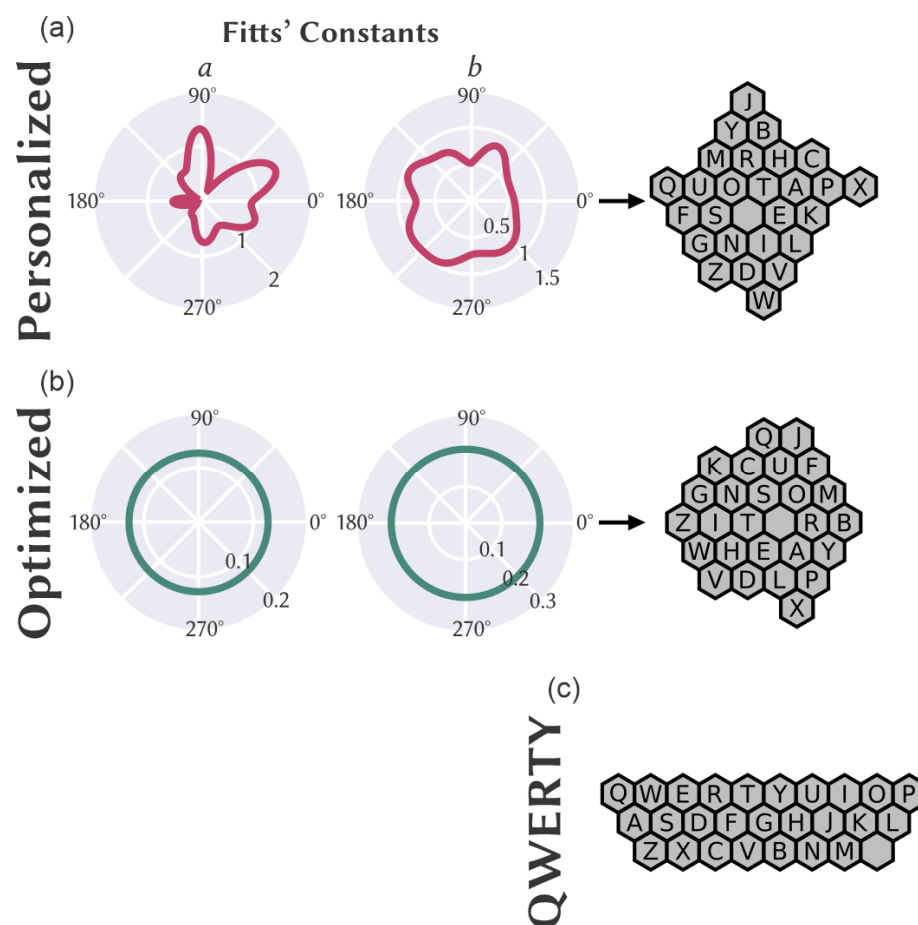 (a)
Fitts' Constants
Personalized
a
b
90°
90°
180°
0°
180°
0°
1
2
0.5
1
1.5
270°
270°
J
Y B
M R H C
Q U O T A P X
F S E K
G N I L
Z D V
W
(b)
Optimized
90°
90°
180°
0°
180°
0°
0.1
0.2
0.1
0.2
0.3
270°
270°
Q J
K C U F
G N S O M
Z I T R B
W H E A Y
V D L P
X
(c)
QWERTY
Q W E R T Y U I O P
A S D F G H J K L
Z X C V B N M